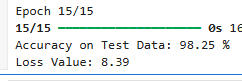 Epoch 15/15
15/15 ━━━━━━━━━━━━━━━━━━━━ 0s 16
Accuracy on Test Data: 98.25 %
Loss Value: 8.39